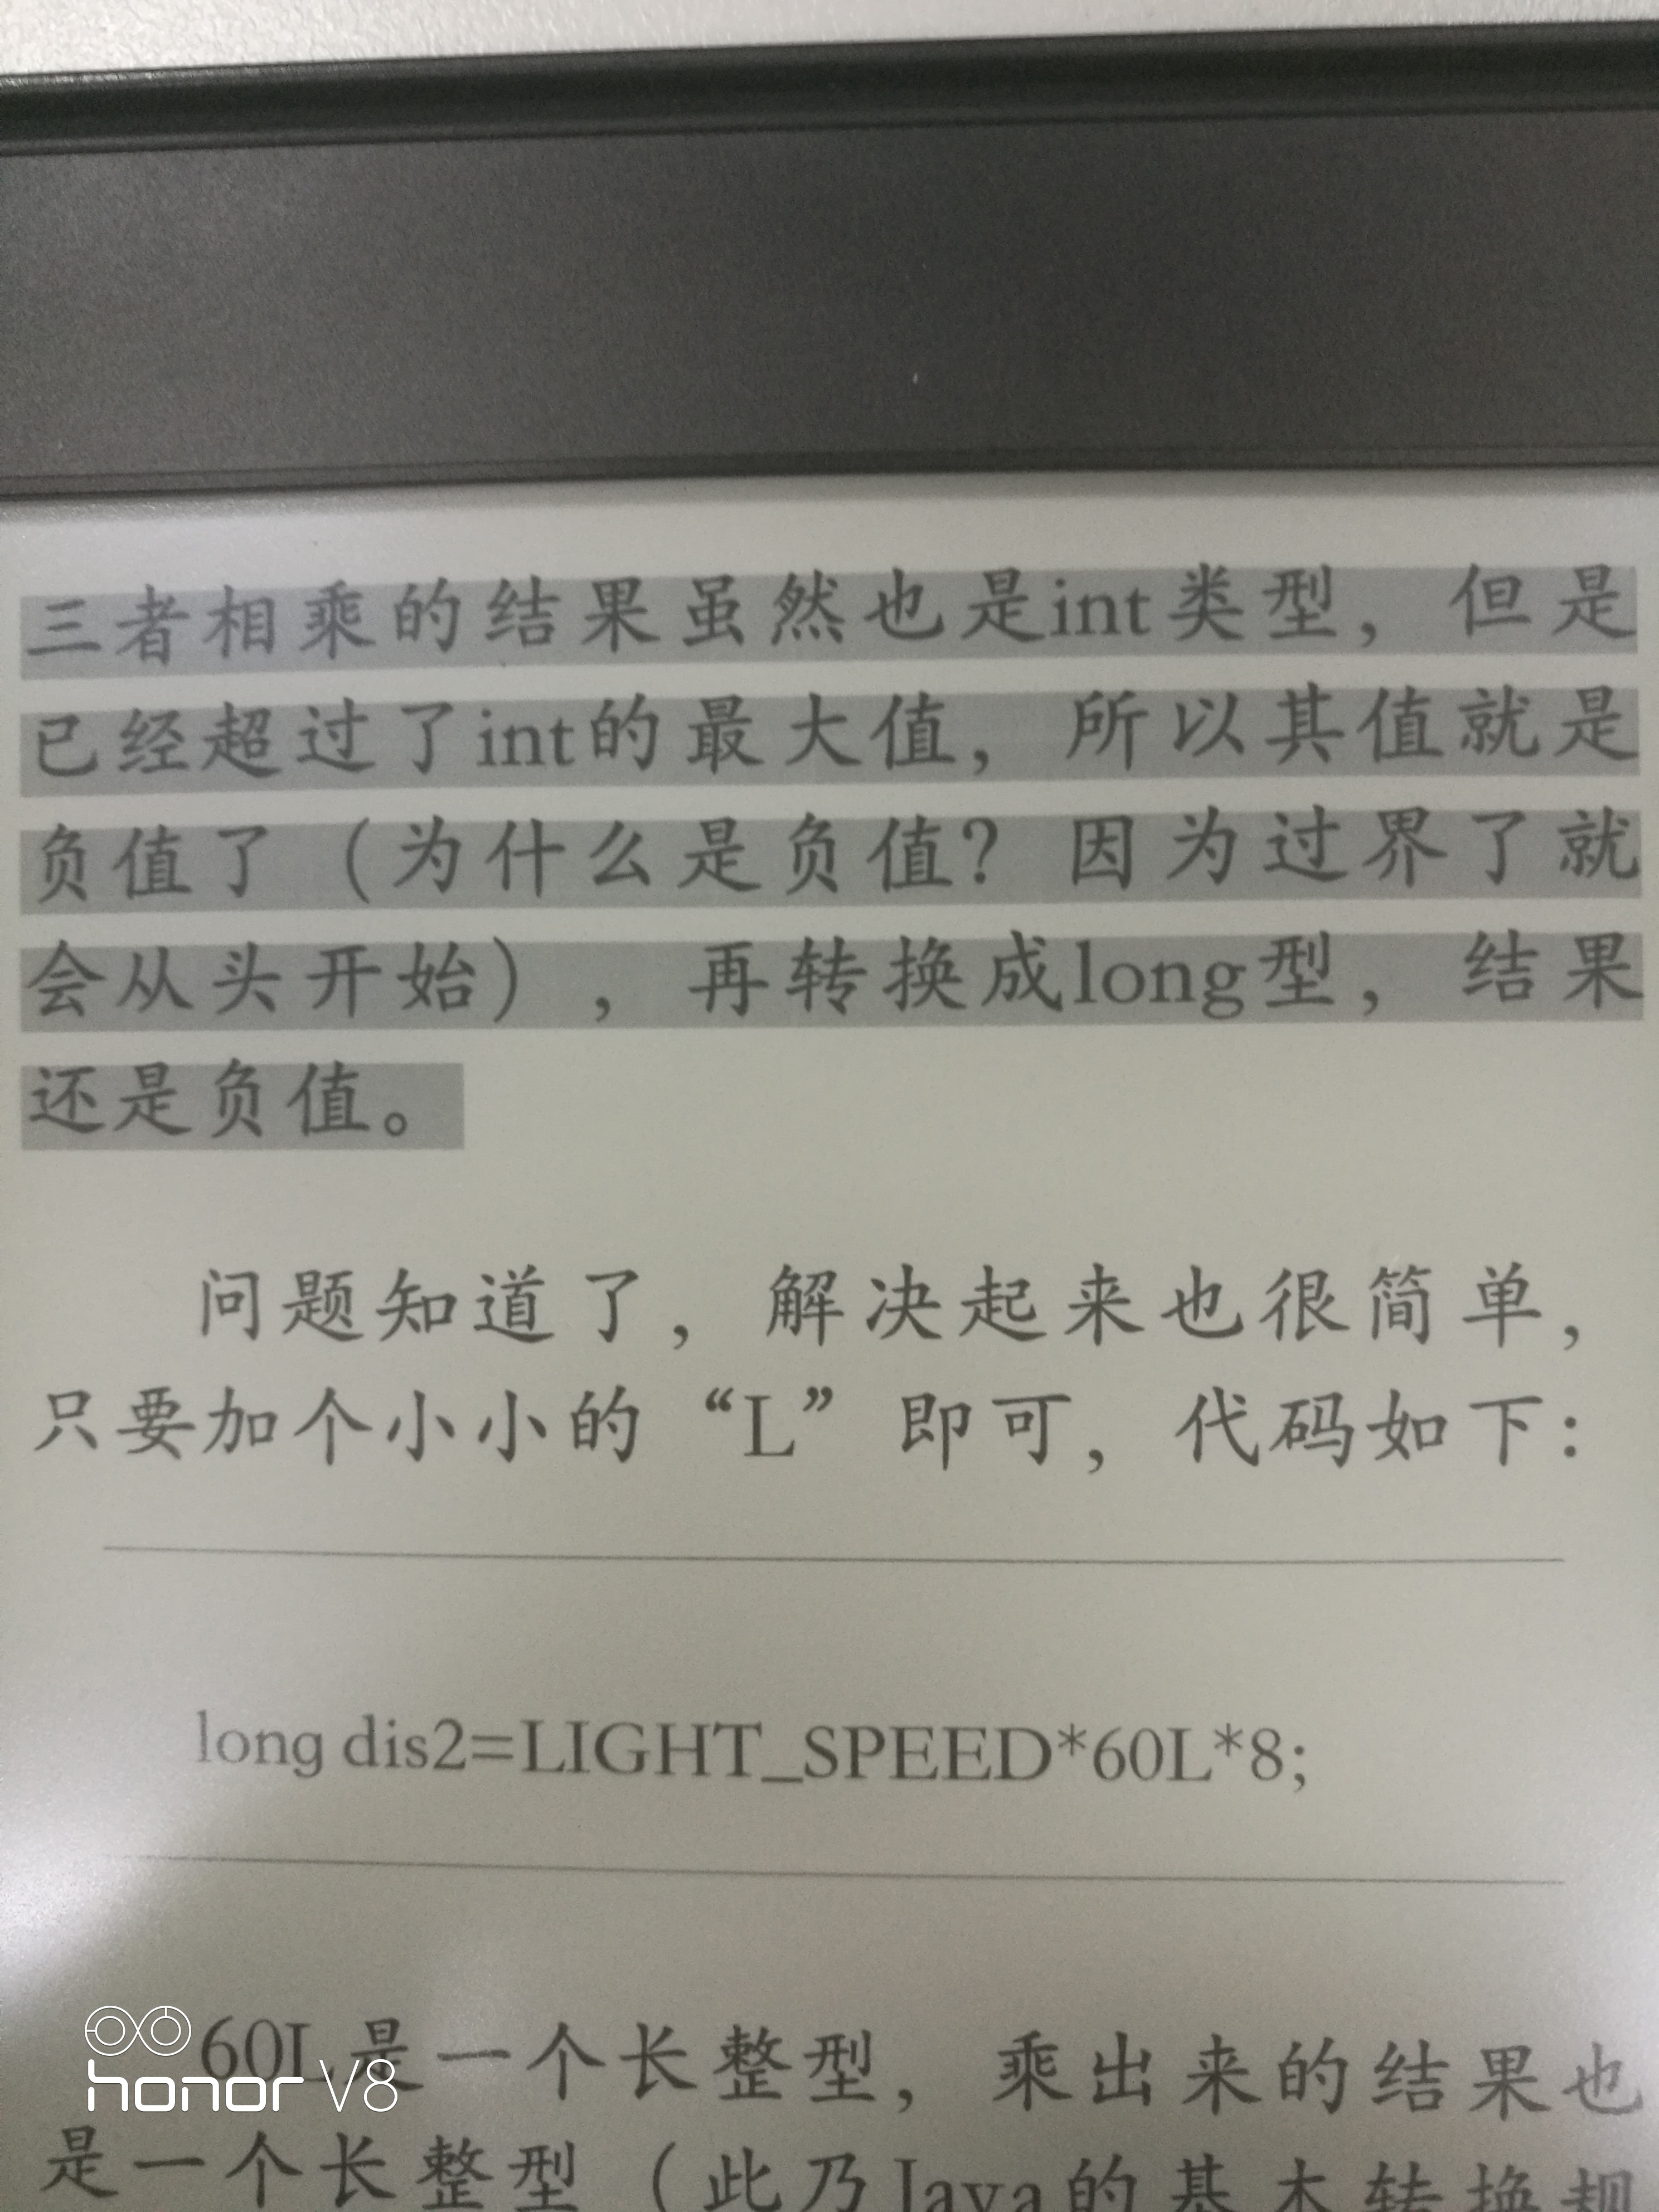 三者相乘的结果虽然也是int类型，但是
已经超过了int的最大值，所以其值就是
负值了（为什么是负值？因为过界了就
会从头开始），再转换成long型，结果
还是负值。
问题知道了，解决起来也很简单，
只要加个小小的“L”即可，代码如下：
long dis2=LIGHT_SPEED*60L*8;
60L是一个长整型，乘出来的结果也
是一个长整型（此乃Java的基本转换规
honor V8